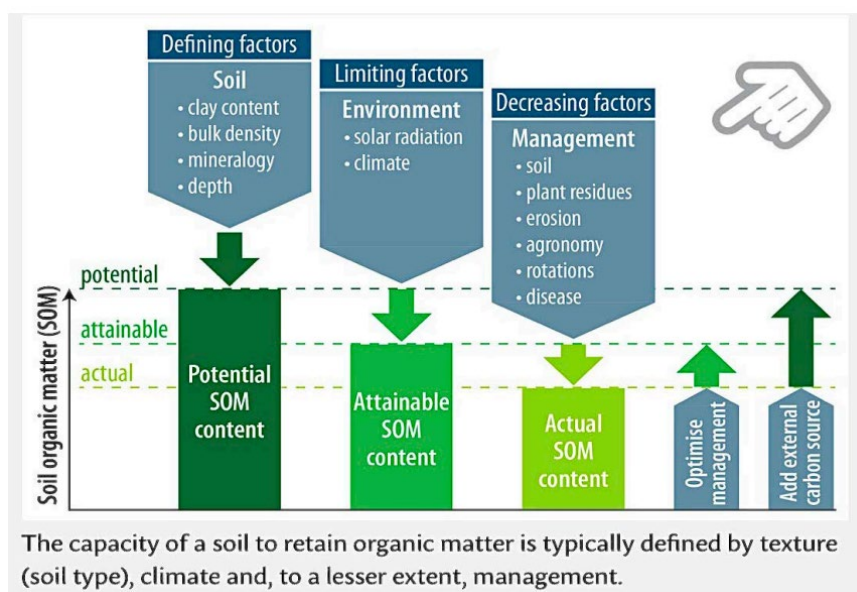 Defining factors
Soil
• clay content
• bulk density
• mineralogy
• depth
Limiting factors
Environment
• solar radiation
• climate
Decreasing factors
Management
• soil
• plant residues
• erosion
• agronomy
• rotations
• disease
Soil organic matter (SOM)
potential
attainable
actual
Potential
SOM
content
Attainable
SOM
content
Actual
SOM
content
Optimise
management
Add external
carbon source
The capacity of a soil to retain organic matter is typically defined by texture
(soil type), climate and, to a lesser extent, management.